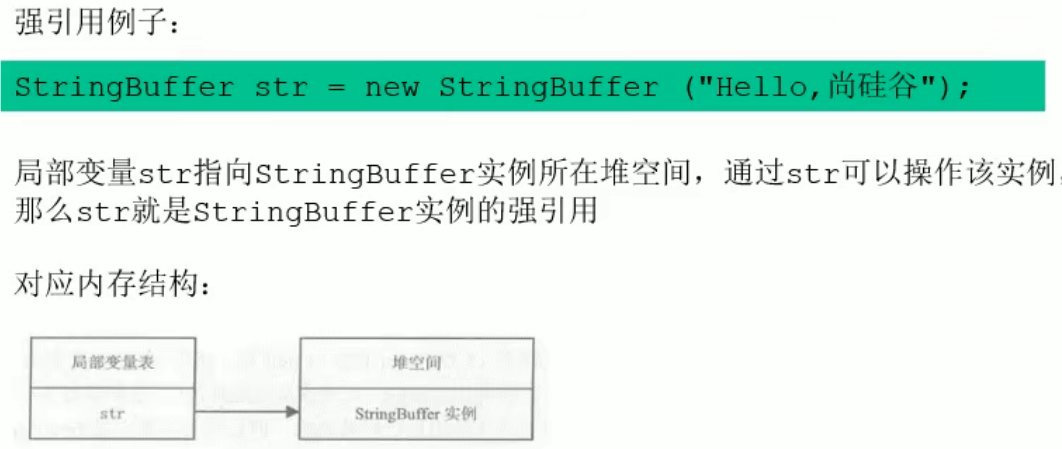 强引用例子：
StringBuffer str = new StringBuffer ("Hello,尚硅谷");
局部变量str指向StringBuffer实例所在堆空间，通过str可以操作该实例，
那么str就是StringBuffer实例的强引用
对应内存结构：
局部变量表
堆空间
str
StringBuffer 实例